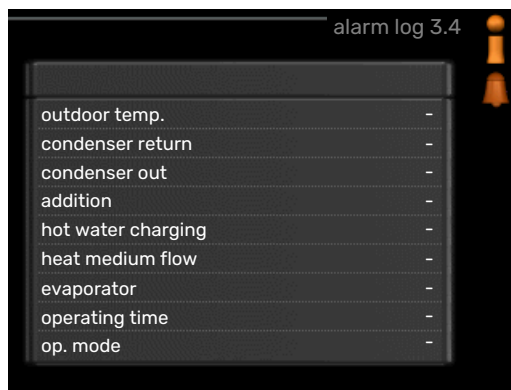 alarm log 3.4
outdoor temp. -
condenser return -
condenser out -
addition -
hot water charging -
heat medium flow -
evaporator -
operating time -
op. mode -